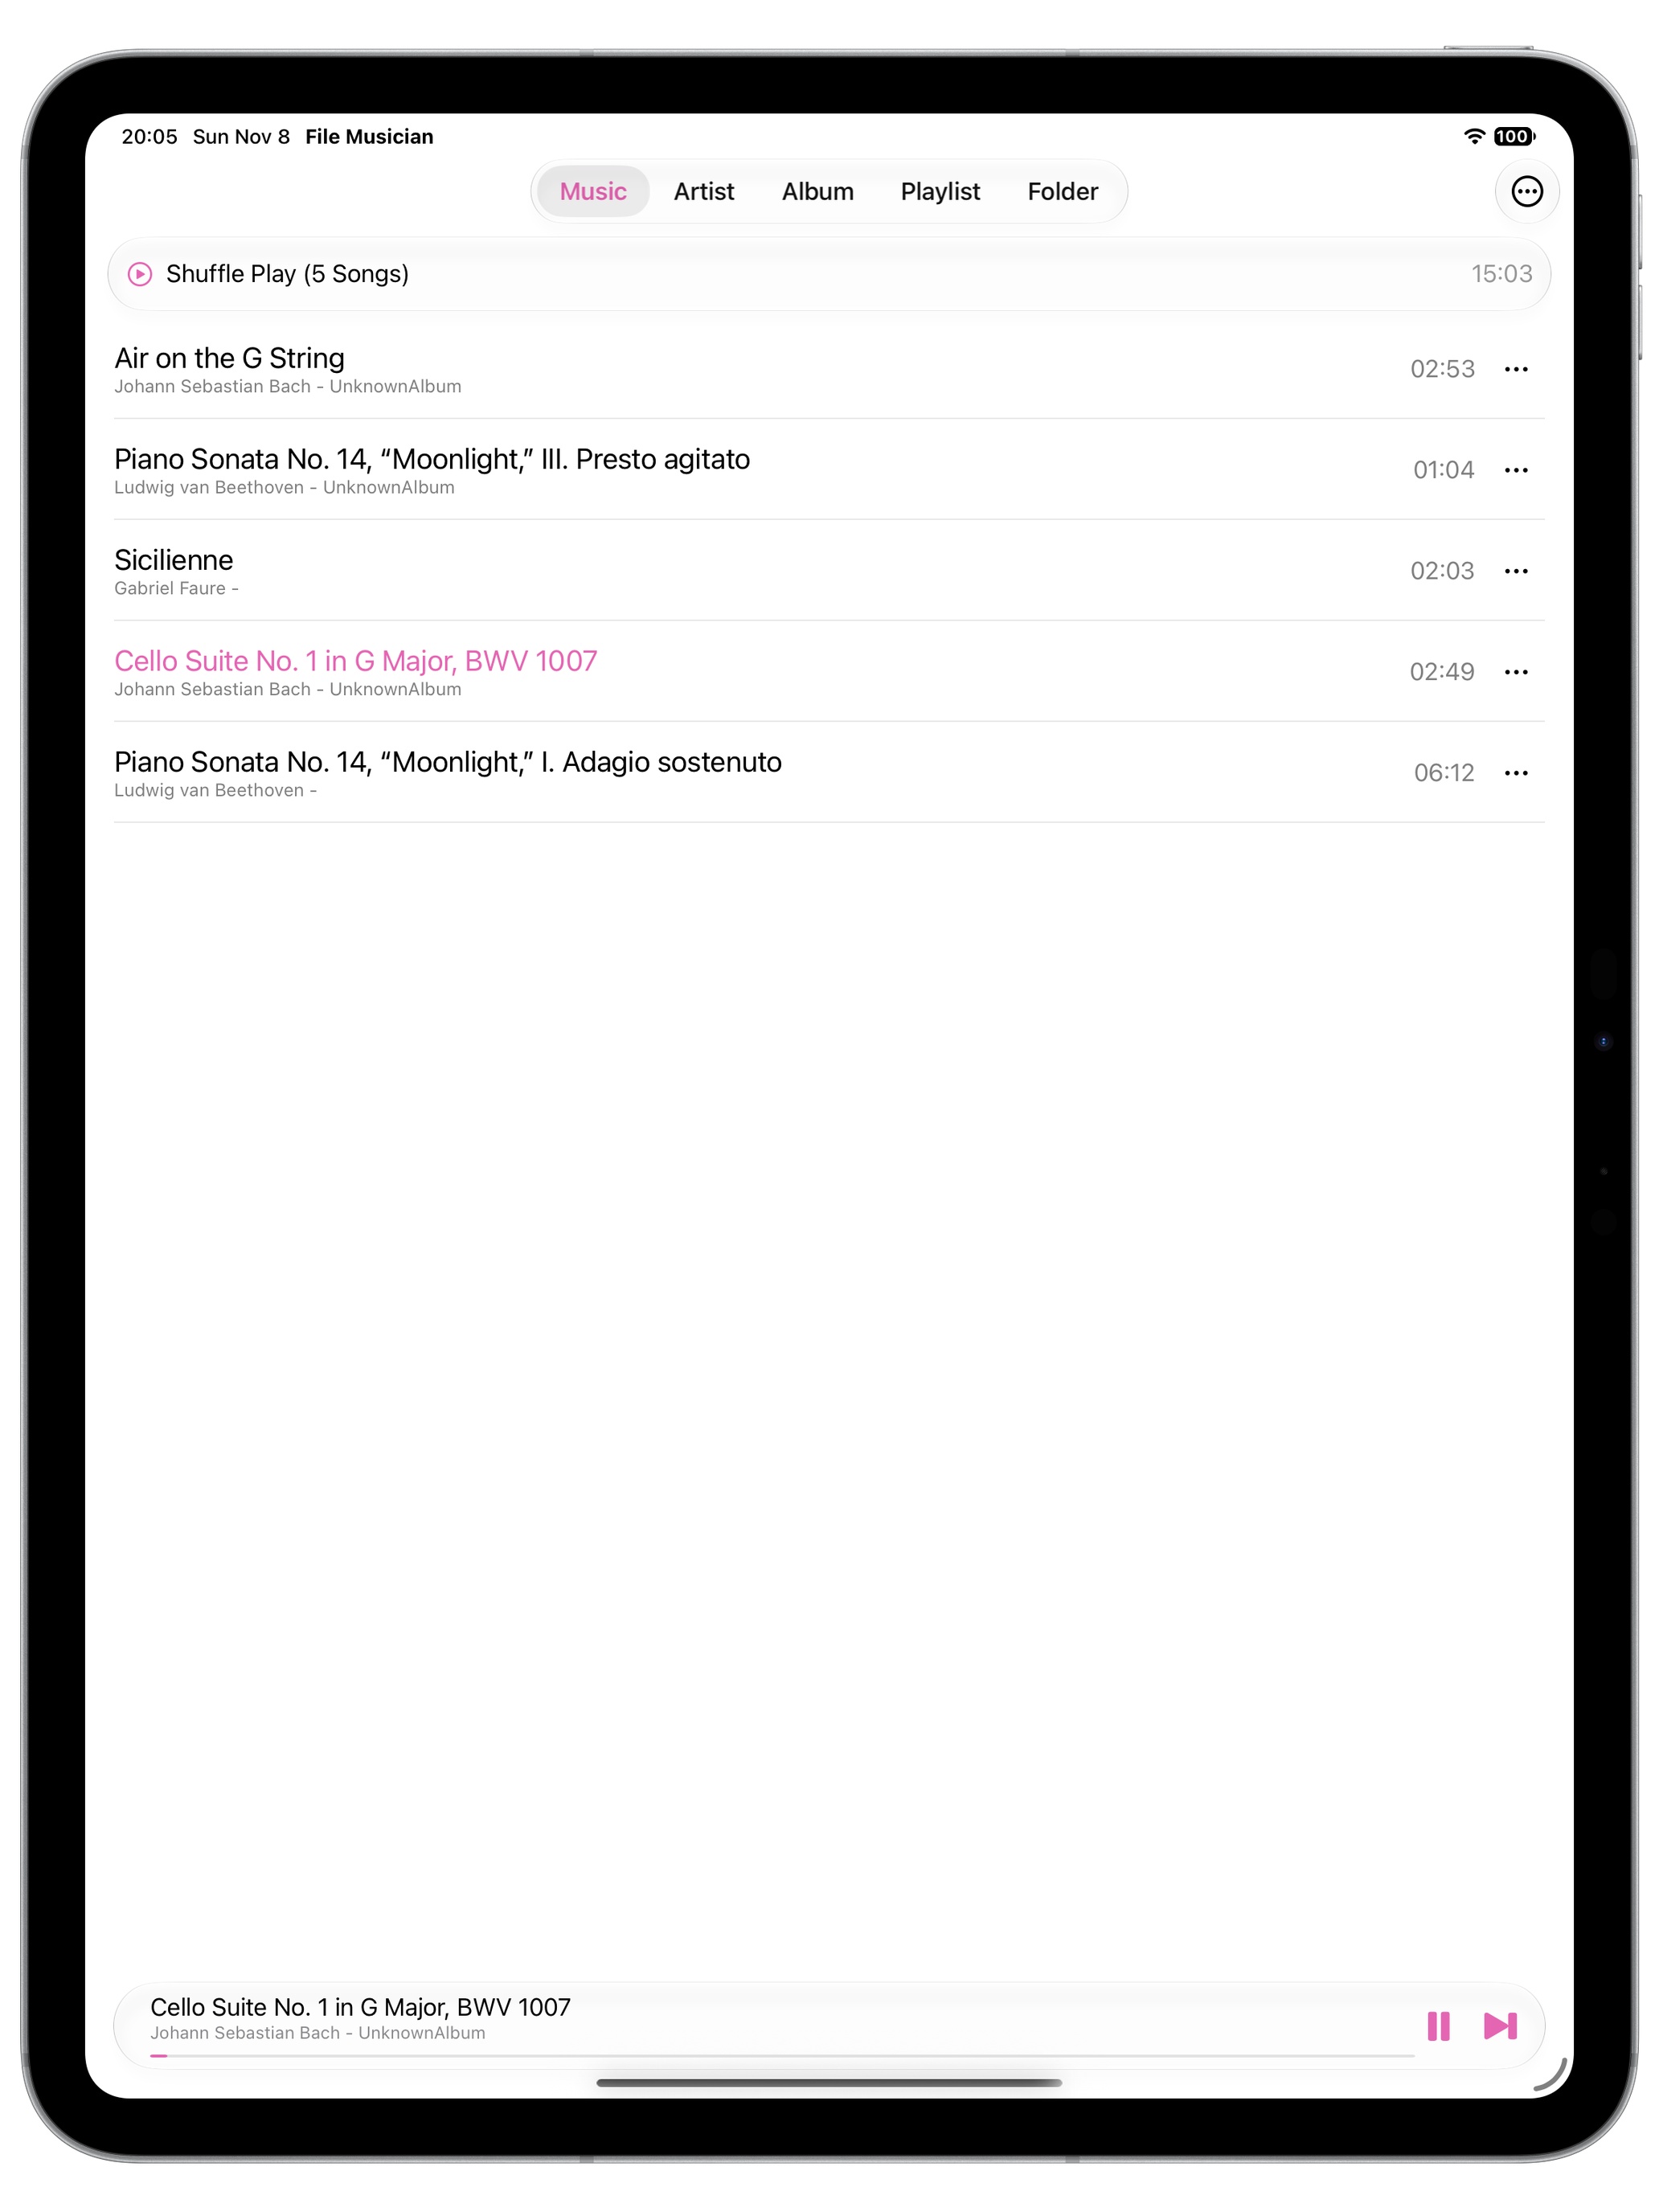 20:05 Sun Nov 8 File Musician
100
Music Artist Album Playlist Folder
Shuffle Play (5 Songs) 15:03
Air on the G String
Johann Sebastian Bach - UnknownAlbum
02:53
Piano Sonata No. 14, “Moonlight,” III. Presto agitato
Ludwig van Beethoven - UnknownAlbum
01:04
Sicilienne
Gabriel Faure -
02:03
Cello Suite No. 1 in G Major, BWV 1007
Johann Sebastian Bach - UnknownAlbum
02:49
Piano Sonata No. 14, “Moonlight,” I. Adagio sostenuto
Ludwig van Beethoven -
06:12
Cello Suite No. 1 in G Major, BWV 1007
Johann Sebastian Bach - UnknownAlbum